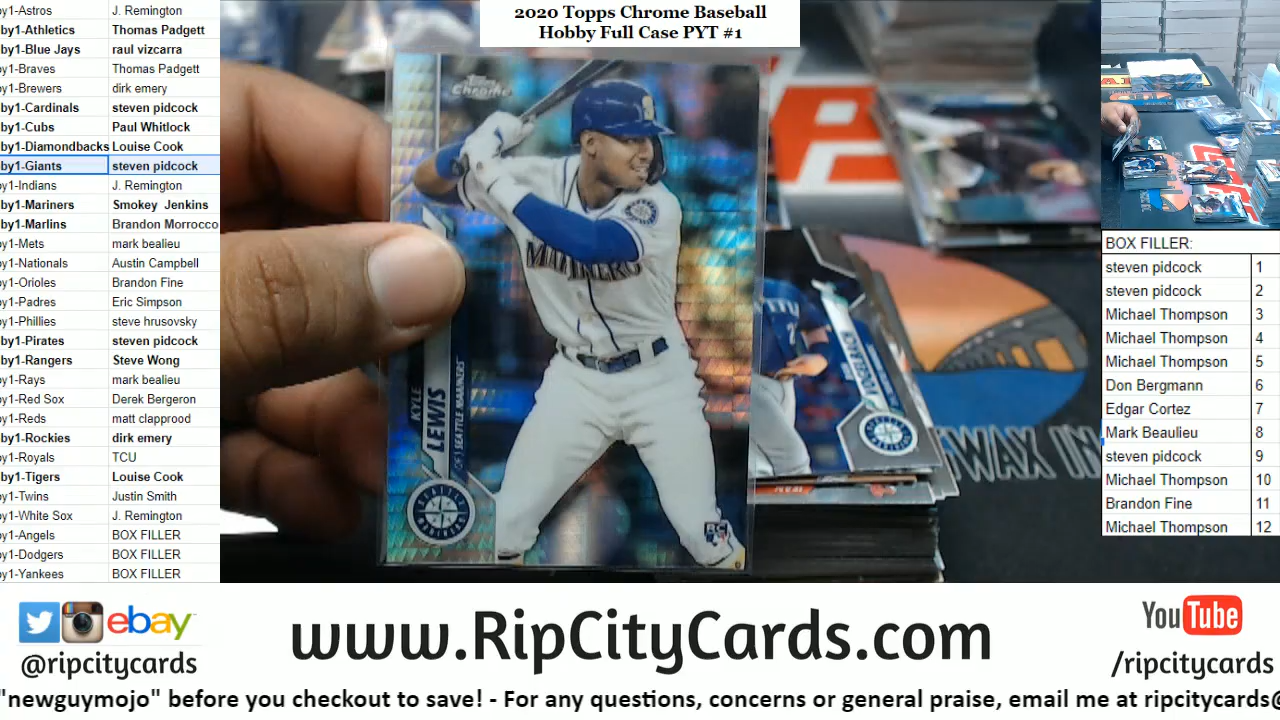 2020 Topps Chrome Baseball
Hobby Full Case PYT #1
by1-Astros J. Remington
by1-Athletics Thomas Padgett
by1-Blue Jays raul vizcarra
by1-Braves Thomas Padgett
by1-Brewers dirk emery
by1-Cardinals steven pidcock
by1-Cubs Paul Whitlock
by1-Diamondbacks Louise Cook
by1-Giants steven pidcock
by1-Indians J. Remington
by1-Mariners Smokey Jenkins
by1-Marlins Brandon Morrocco
by1-Mets mark bealieu
by1-Nationals Austin Campbell
by1-Orioles Brandon Fine
by1-Padres Eric Simpson
by1-Phillies steve hrusovsky
by1-Pirates steven pidcock
by1-Rangers Steve Wong
by1-Rays mark bealieu
by1-Red Sox Derek Bergeron
by1-Reds matt clapprood
by1-Rockies dirk emery
by1-Royals TCU
by1-Tigers Louise Cook
by1-Twins Justin Smith
by1-White Sox J. Remington
by1-Angels BOX FILLER
by1-Dodgers BOX FILLER
by1-Yankees BOX FILLER
Topps
Chrome
MARINERS
KYLE
LEWIS
OF | SEATTLE MARINERS
SEATTLE
MARINERS
RC
VOGELBACH
WAX IN
BOX FILLER:
steven pidcock 1
steven pidcock 2
Michael Thompson 3
Michael Thompson 4
Michael Thompson 5
Don Bergmann 6
Edgar Cortez 7
Mark Beaulieu 8
steven pidcock 9
Michael Thompson 10
Brandon Fine 11
Michael Thompson 12
ebay
@ripcitycards
www.RipCityCards.com
YouTube
/ripcitycards
"newguymojo" before you checkout to save! - For any questions, concerns or general praise, email me at ripcitycards@